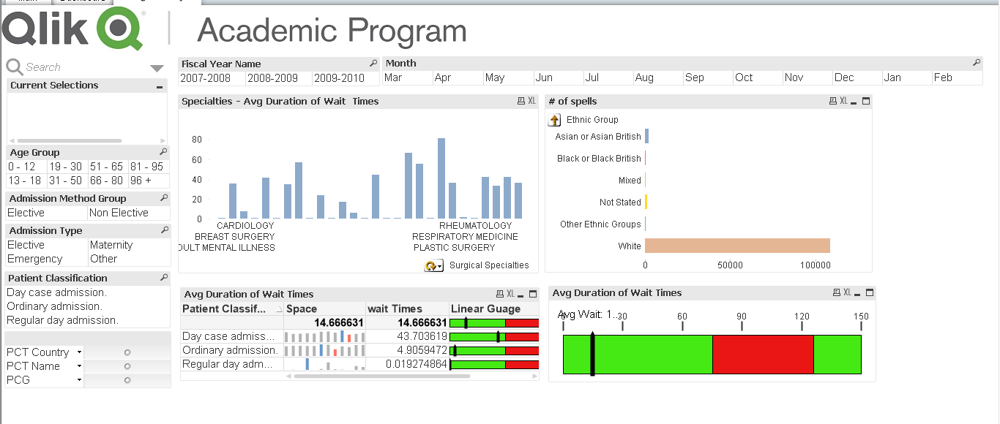 Qlik Q ® | Academic Program
Search
Current Selections
Age Group
0 - 12 19 - 30 51 - 65 81 - 95
13 - 18 31 - 50 66 - 80 96 +
Admission Method Group
Elective Non Elective
Admission Type
Elective Maternity
Emergency Other
Patient Classification
Day case admission.
Ordinary admission.
Regular day admission.
PCT Country
PCT Name
PCG
Fiscal Year Name
2007-2008 2008-2009 2009-2010
Month
Mar Apr May Jun Jul Aug Sep Oct Nov Dec Jan Feb
Specialties - Avg Duration of Wait Times XL
80
60
40
20
0
CARDIOLOGY RHEUMATOLOGY
BREAST SURGERY RESPIRATORY MEDICINE
DULT MENTAL ILLNESS PLASTIC SURGERY
Surgical Specialties
# of spells XL
Ethnic Group
Asian or Asian British
Black or Black British
Mixed
Not Stated
Other Ethnic Groups
White
0 50000 100000
Avg Duration of Wait Times XL
Patient Classif... Space wait Times Linear Guage
14.666631 14.666631
Day case admiss... 43.703619
Ordinary admission. 4.9059472
Regular day adm... 0.019274864
Avg Duration of Wait Times XL
Avg Wait: 1...
0 30 60 90 120 150